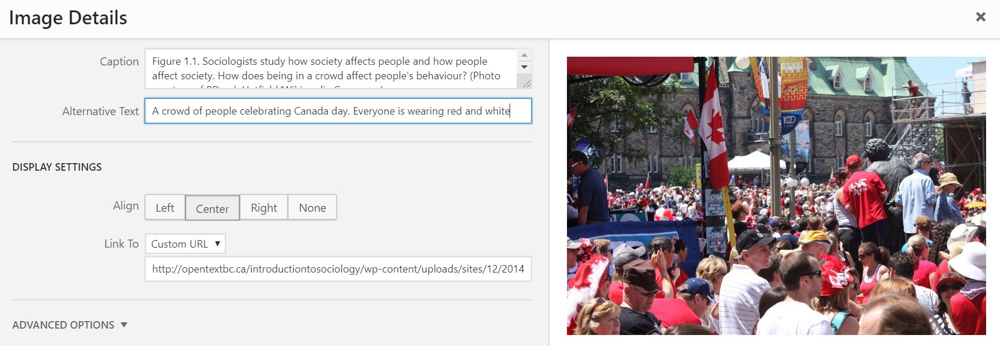 Image Details
Caption
Figure 1.1. Sociologists study how society affects people and how people
affect society. How does being in a crowd affect people's behaviour? (Photo
Alternative Text
A crowd of people celebrating Canada day. Everyone is wearing red and white
DISPLAY SETTINGS
Align
Left Center Right None
Link To
Custom URL
http://opentextbc.ca/introductiontosociology/wp-content/uploads/sites/12/2014
ADVANCED OPTIONS
CFRA
CFRA
100